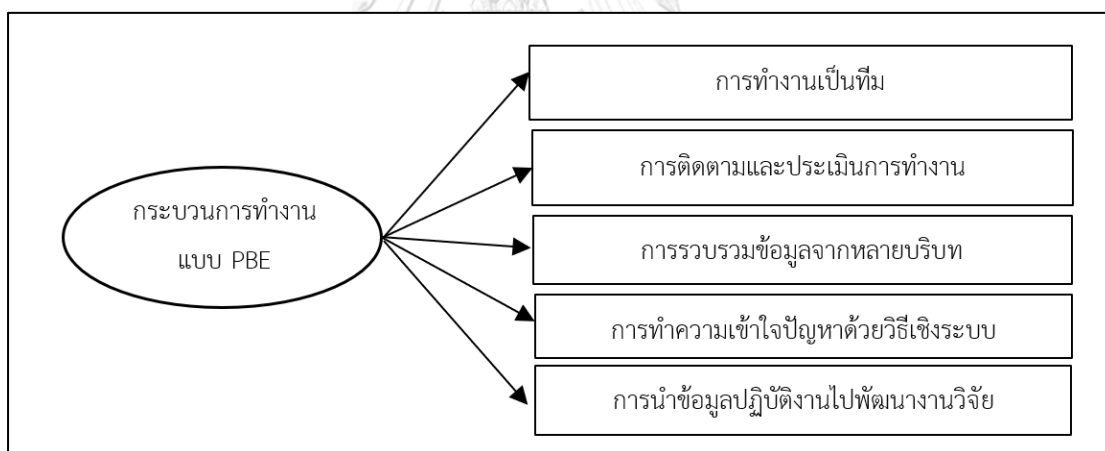 การทำงานเป็นทีม
การติดตามและประเมินการทำงาน
กระบวนการทำงาน
แบบ PBE
การรวบรวมข้อมูลจากหลายบริบท
การทำความเข้าใจปัญหาด้วยวิธีเชิงระบบ
การนำข้อมูลปฏิบัติงานไปพัฒนางานวิจัย